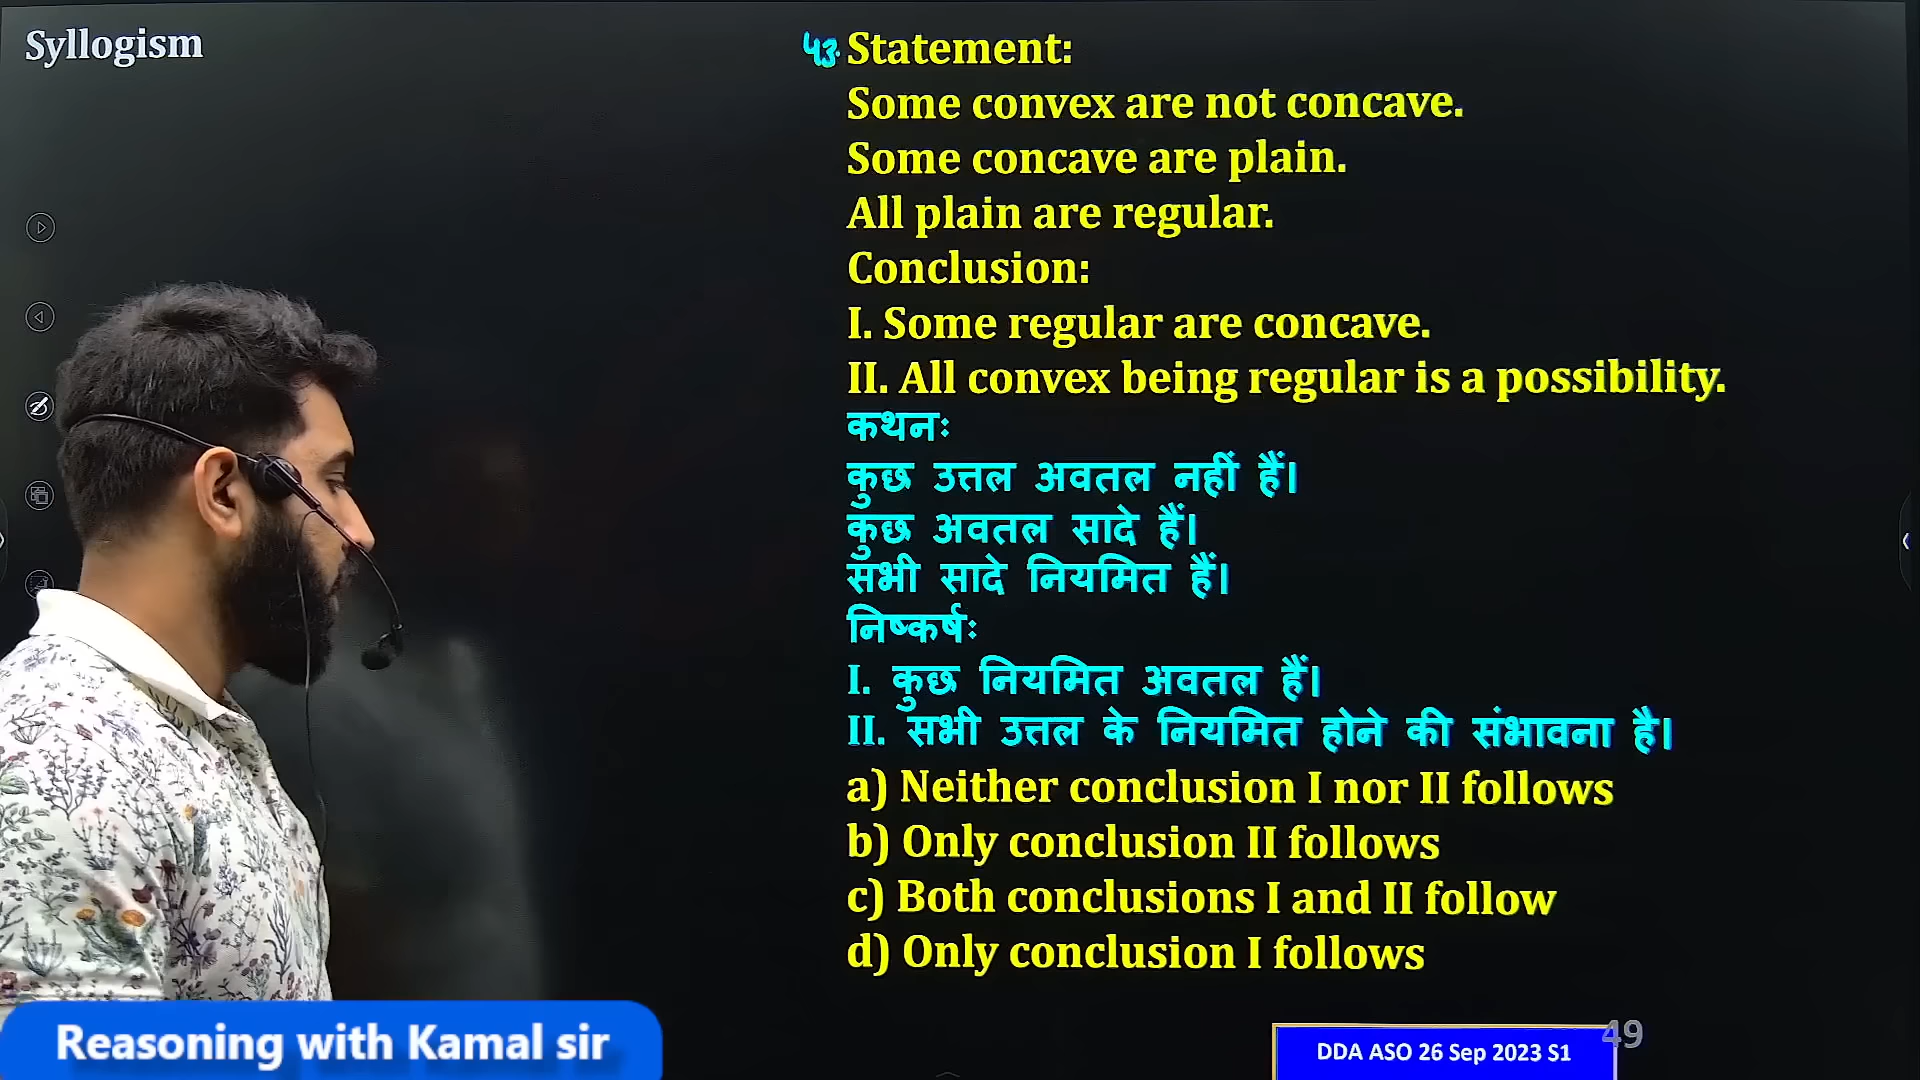 Syllogism
43. Statement:
Some convex are not concave.
Some concave are plain.
All plain are regular.
Conclusion:
I. Some regular are concave.
II. All convex being regular is a possibility.
कथनः
कुछ उत्तल अवतल नहीं हैं।
कुछ अवतल सादे हैं।
सभी सादे नियमित हैं।
निष्कर्षः
I. कुछ नियमित अवतल हैं।
II. सभी उत्तल के नियमित होने की संभावना है।
a) Neither conclusion I nor II follows
b) Only conclusion II follows
c) Both conclusions I and II follow
d) Only conclusion I follows
Reasoning with Kamal sir
DDA ASO 26 Sep 2023 S1
49